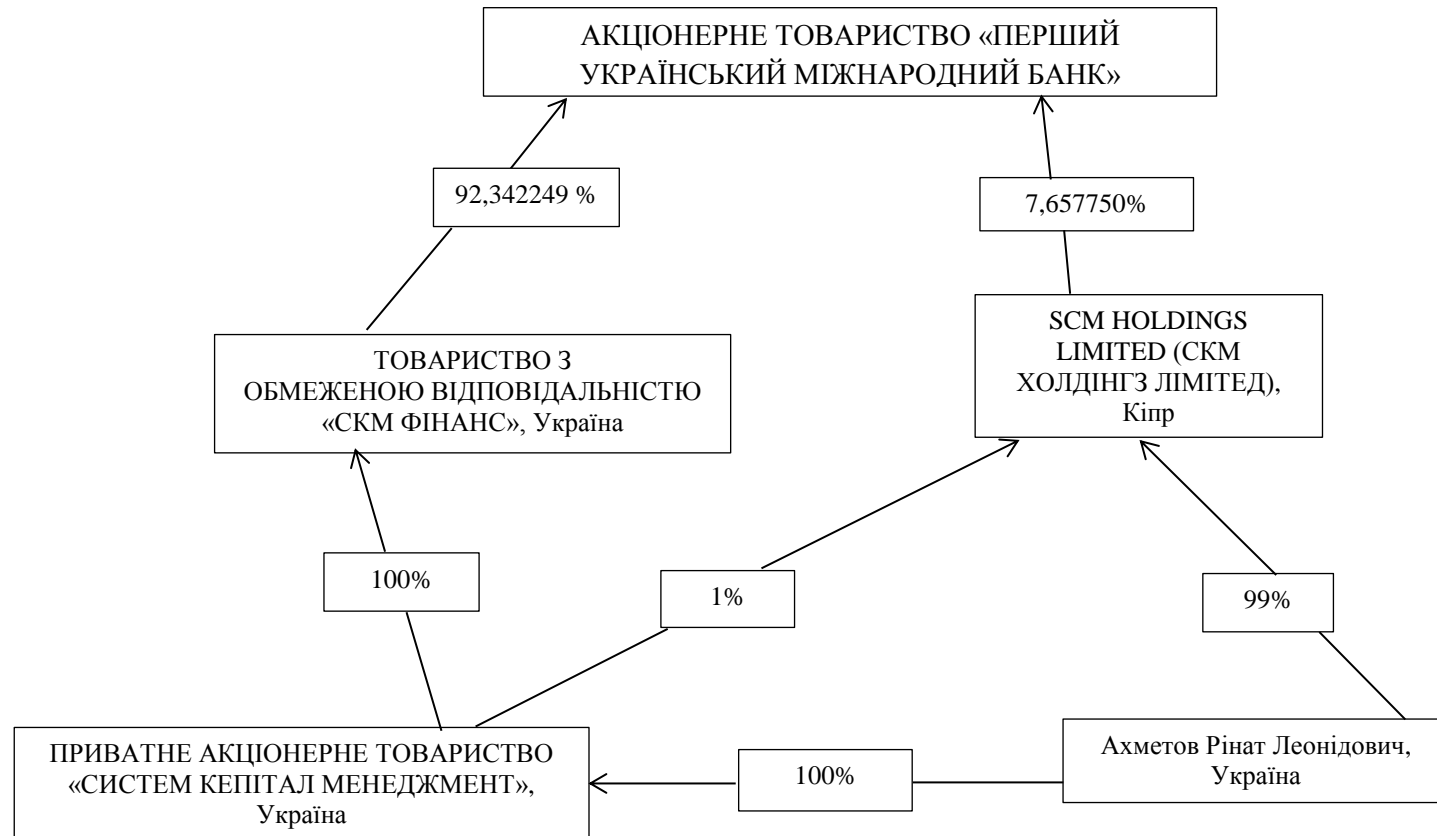 АКЦІОНЕРНЕ ТОВАРИСТВО «ПЕРШИЙ
УКРАЇНСЬКИЙ МІЖНАРОДНИЙ БАНК»
92,342249 %
7,657750%
ТОВАРИСТВО З
ОБМЕЖЕНОЮ ВІДПОВІДАЛЬНІСТЮ
«СКМ ФІНАНС», Україна
SCM HOLDINGS
LIMITED (СКМ
ХОЛДІНГЗ ЛІМІТЕД),
Кіпр
100%
1%
99%
ПРИВАТНЕ АКЦІОНЕРНЕ ТОВАРИСТВО
«СИСТЕМ КЕПІТАЛ МЕНЕДЖМЕНТ»,
Україна
100%
Ахметов Рінат Леонідович,
Україна